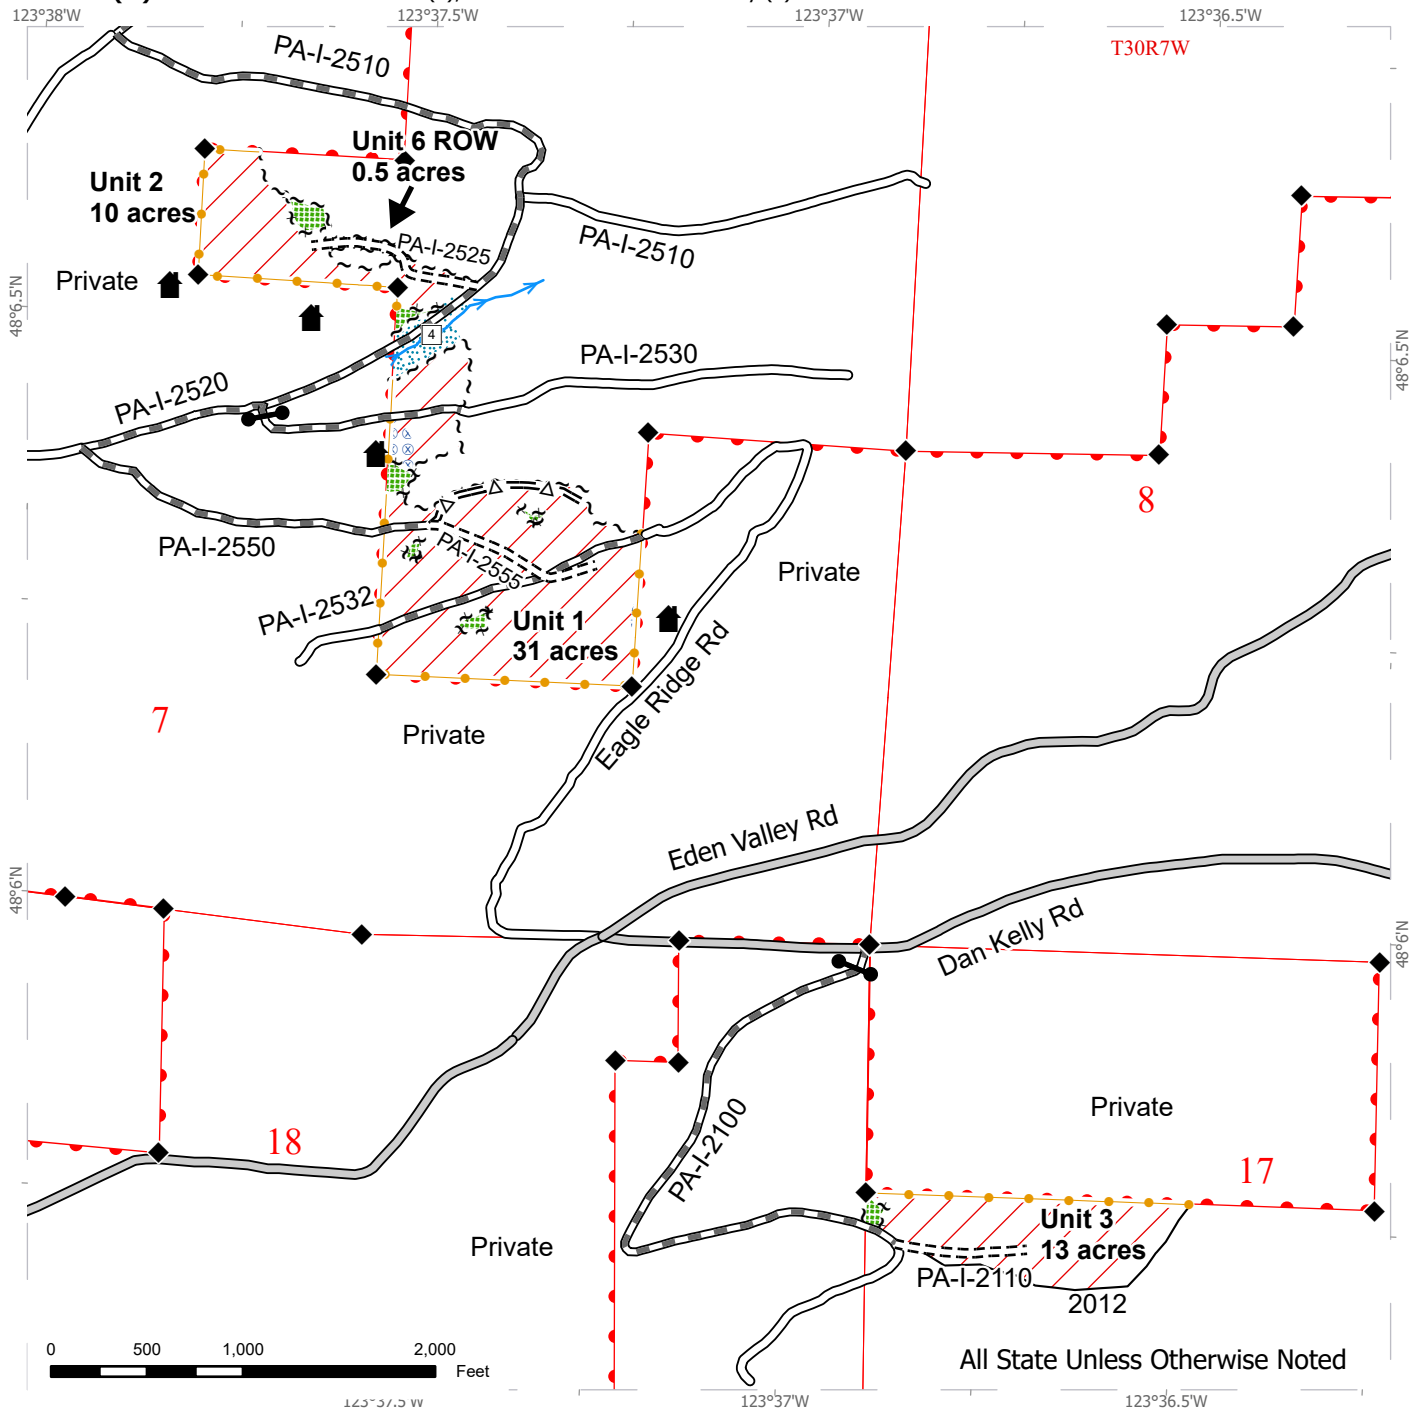 123°38'W
123°37.5'W
123°37'W
123°36.5'W
T30R7W
PA-I-2510
Unit 6 ROW
0.5 acres
Unit 2
10 acres
PA-I-2525
PA-I-2510
Private
48°6.5'N
48°6.5'N
4
PA-I-2530
PA-I-2520
8
PA-I-2550
PA-I-2555
Private
PA-I-2532
Unit 1
31 acres
Eagle Ridge Rd
7
Private
Eden Valley Rd
48°6'N
Dan Kelly Rd
48°6'N
Private
PA-I-2100
18
17
Unit 3
13 acres
Private
PA-I-2110
2012
0 500 1,000 2,000
Feet
All State Unless Otherwise Noted
123°37.5'W
123°37'W
123°36.5'W